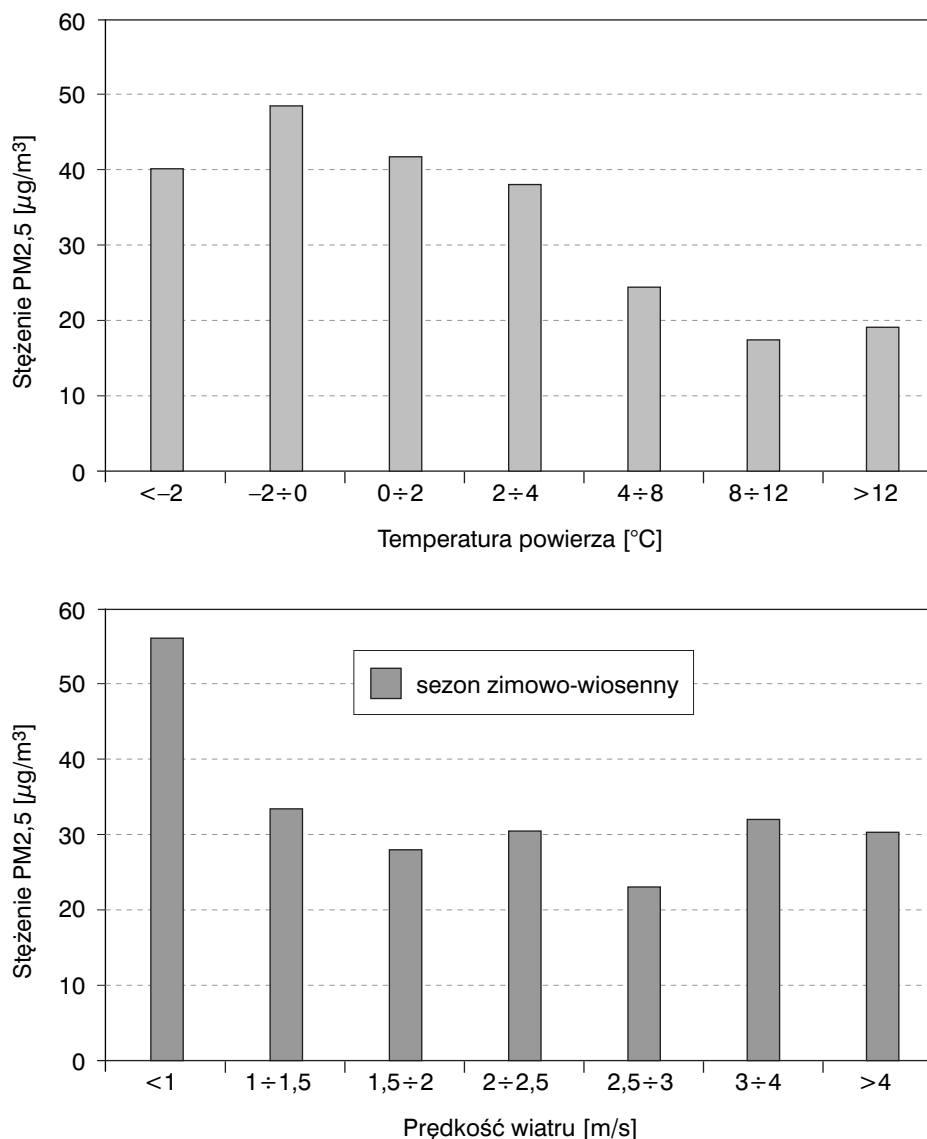 60
50
40
30
20
10
0
Stężenie PM2,5 [µg/m³]
<–2 –2÷0 0÷2 2÷4 4÷8 8÷12 >12
Temperatura powierza [°C]
60
50
40
30
20
10
0
Stężenie PM2,5 [µg/m³]
sezon zimowo-wiosenny
<1 1÷1,5 1,5÷2 2÷2,5 2,5÷3 3÷4 >4
Prędkość wiatru [m/s]